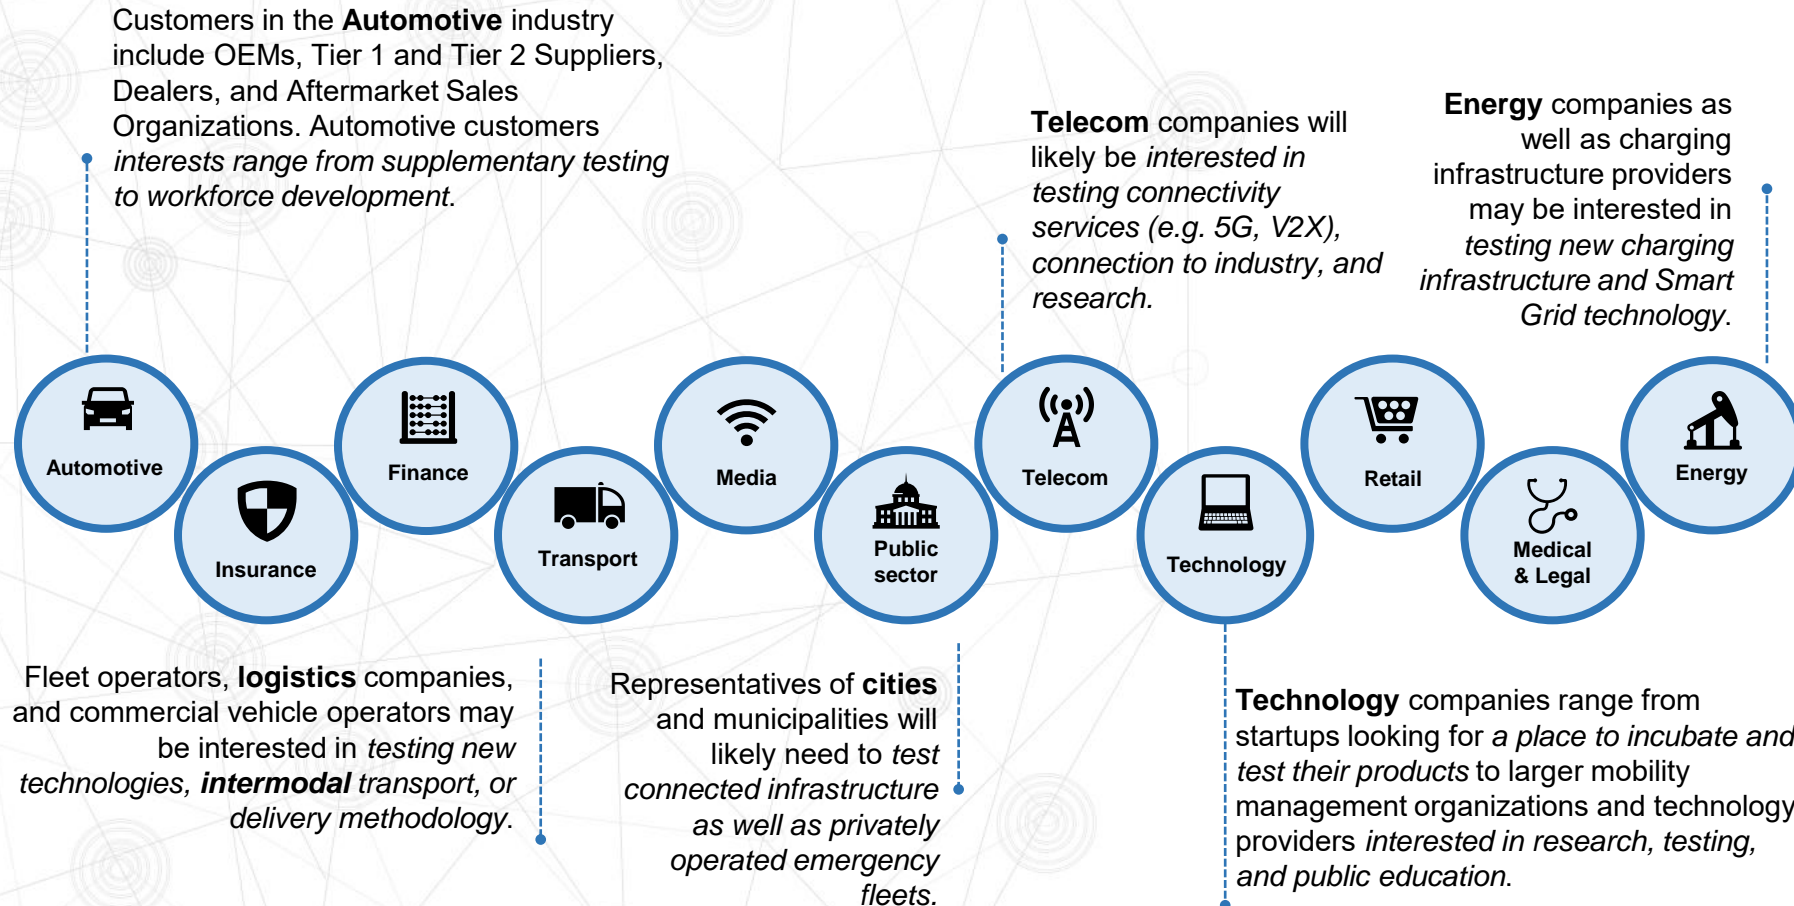 Customers in the Automotive industry
include OEMs, Tier 1 and Tier 2 Suppliers,
Dealers, and Aftermarket Sales
Organizations. Automotive customers
interests range from supplementary testing
to workforce development.
Telecom companies will
likely be interested in
testing connectivity
services (e.g. 5G, V2X),
connection to industry, and
research.
Energy companies as
well as charging
infrastructure providers
may be interested in
testing new charging
infrastructure and Smart
Grid technology.
Automotive
Insurance
Finance
Transport
Media
Public
sector
Telecom
Technology
Retail
Medical
& Legal
Energy
Fleet operators, logistics companies,
and commercial vehicle operators may
be interested in testing new
technologies, intermodal transport, or
delivery methodology.
Representatives of cities
and municipalities will
likely need to test
connected infrastructure
as well as privately
operated emergency
fleets.
Technology companies range from
startups looking for a place to incubate and
test their products to larger mobility
management organizations and technology
providers interested in research, testing,
and public education.